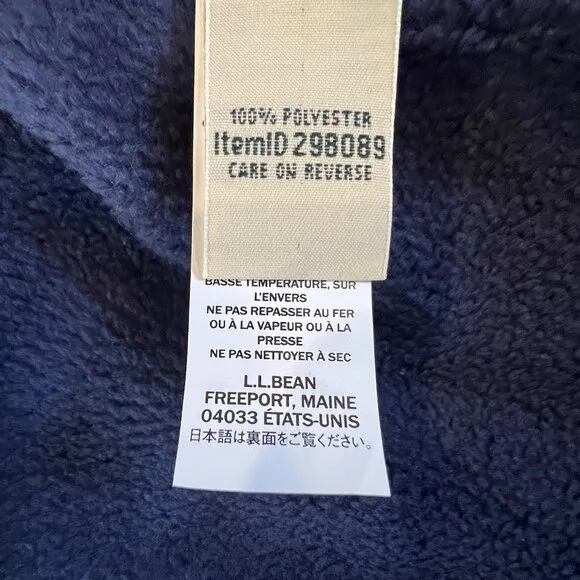 100% POLYESTER
ItemID 298089
CARE ON REVERSE
BASSE TEMPÉRATURE, SUR
L'ENVERS
NE PAS REPASSER AU FER
OU À LA VAPEUR OU À LA
PRESSE
NE PAS NETTOYER À SEC
L.L.BEAN
FREEPORT, MAINE
04033 ÉTATS-UNIS
日本語は裏面をご覧ください。